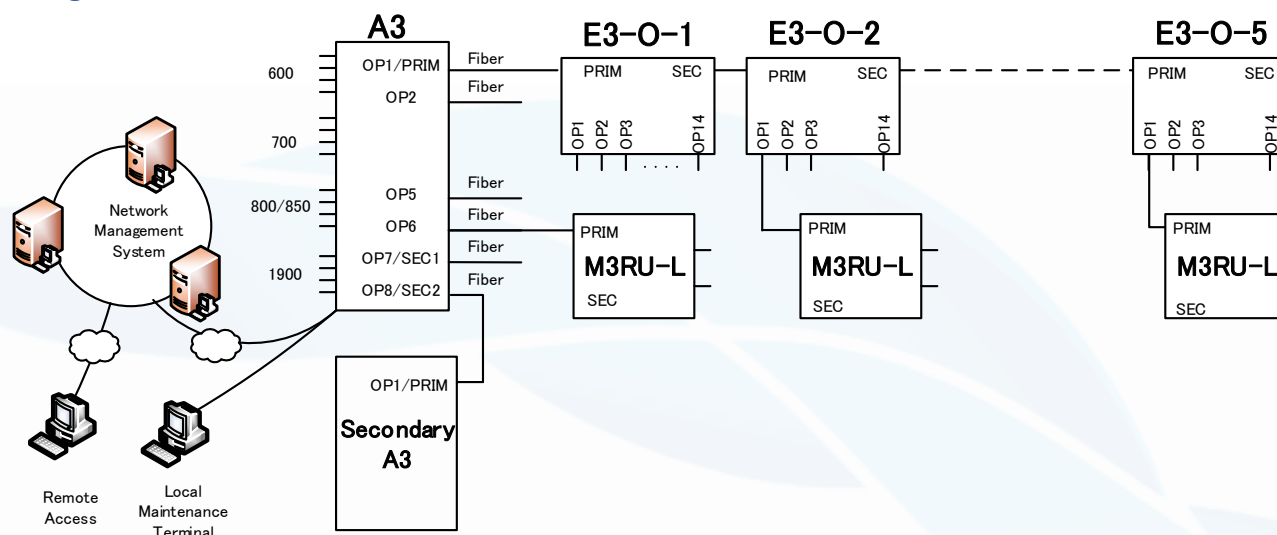 A3
E3-O-1
E3-O-2
E3-O-5
600
700
800/850
1900
OP1/PRIM
OP2
OP5
OP6
OP7/SEC1
OP8/SEC2
Fiber
Fiber
Fiber
Fiber
Fiber
Fiber
PRIM SEC
OP1
OP2
OP3
. . . .
OP14
PRIM SEC
OP1
OP2
OP3
OP14
PRIM SEC
OP1
OP2
OP3
OP14
PRIM
M3RU-L
SEC
PRIM
M3RU-L
SEC
PRIM
M3RU-L
SEC
Network
Management
System
OP1/PRIM
Secondary
A3
Remote
Access
Local
Maintenance
Terminal